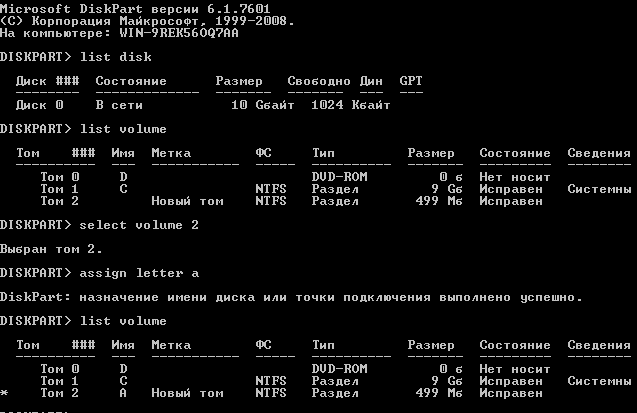 Microsoft DiskPart версии 6.1.7601
(C) Корпорация Майкрософт, 1999-2008.
На компьютере: WIN-9REK56OQ7AA
DISKPART> list disk
Диск ### Состояние Размер Свободно Дин GPT
-------- ------------- ------- ------- --- ---
Диск 0 В сети 10 Gбайт 1024 Kбайт
DISKPART> list volume
Том ### Имя Метка ФС Тип Размер Состояние Сведения
---------- --- ----------- ----- ---------- ------- --------- --------
Том 0 D DVD-ROM 0 б Нет носит
Том 1 C NTFS Раздел 9 Gб Исправен Системны
Том 2 Новый том NTFS Раздел 499 Mб Исправен
DISKPART> select volume 2
Выбран том 2.
DISKPART> assign letter a
DiskPart: назначение имени диска или точки подключения выполнено успешно.
DISKPART> list volume
Том ### Имя Метка ФС Тип Размер Состояние Сведения
---------- --- ----------- ----- ---------- ------- --------- --------
Том 0 D DVD-ROM 0 б Нет носит
Том 1 C NTFS Раздел 9 Gб Исправен Системны
* Том 2 A Новый том NTFS Раздел 499 Mб Исправен